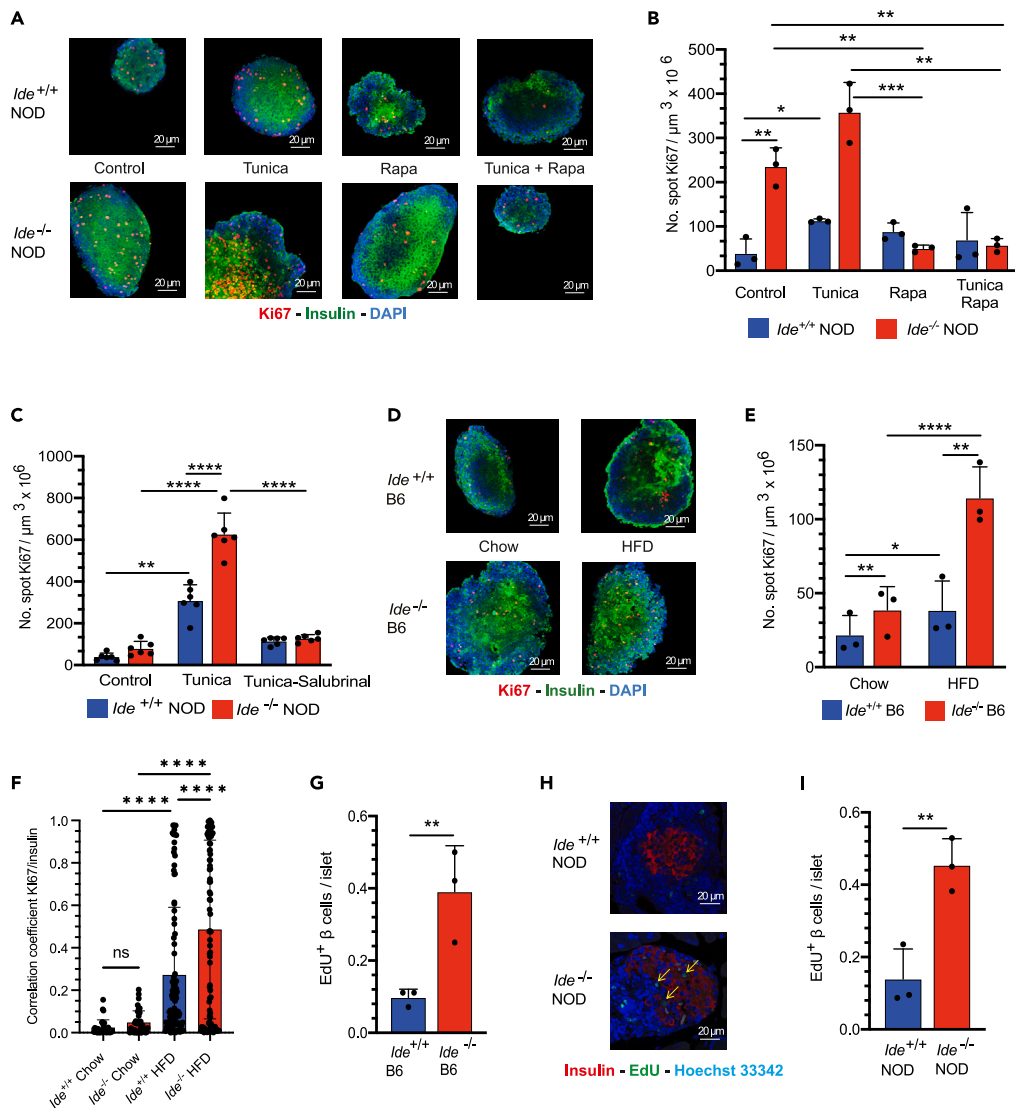 A
Ide+/+
NOD
20 µm
20 µm
20 µm
20 µm
Control
Tunica
Rapa
Tunica + Rapa
Ide-/-
NOD
20 µm
20 µm
20 µm
20 µm
Ki67 - Insulin - DAPI
B
No. spot Ki67 / µm 3 x 10 6
500
400
300
200
100
0
*
**
**
**
**
***
Control
Tunica
Rapa
Tunica
Rapa
Ide+/+ NOD
Ide-/- NOD
C
No. spot Ki67 / µm 3 x 10 6
1000
800
600
400
200
0
****
****
****
**
Control
Tunica
Tunica-Salubrinal
Ide +/+ NOD
Ide -/- NOD
D
Ide +/+
B6
20 µm
20 µm
Chow
HFD
Ide-/-
B6
20 µm
20 µm
Ki67 - Insulin - DAPI
E
No. spot Ki67 / µm 3 x 10 6
150
100
50
0
****
**
*
**
Chow
HFD
Ide+/+ B6
Ide-/- B6
F
Correlation coefficient KI67/insulin
1.0
0.8
0.6
0.4
0.2
0.0
****
****
****
ns
Ide+/+ Chow
Ide-/- Chow
Ide+/+ HFD
Ide-/- HFD
G
EdU+ β cells / islet
0.6
0.4
0.2
0.0
**
Ide+/+
B6
Ide -/-
B6
H
Ide+/+
NOD
20 µm
Ide-/-
NOD
20 µm
Insulin - EdU - Hoechst 33342
I
EdU+ β cells / islet
0.6
0.4
0.2
0.0
**
Ide+/+
NOD
Ide-/-
NOD